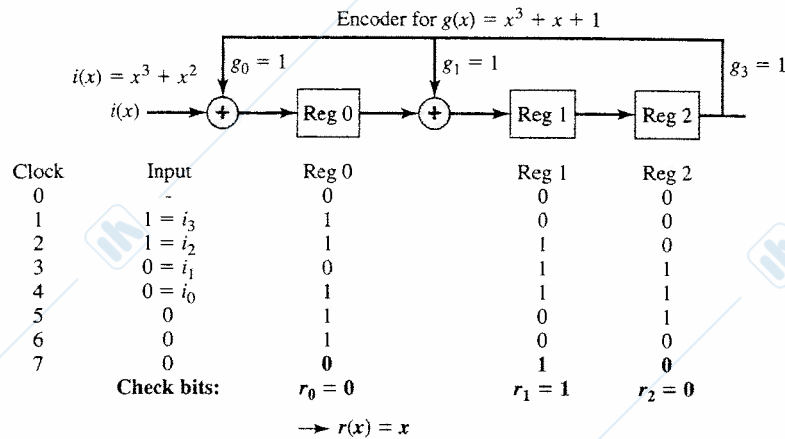 Encoder for g(x) = x³ + x + 1
i(x) = x³ + x²
g₀ = 1
g₁ = 1
g₃ = 1
i(x)
+
Reg 0
+
Reg 1
Reg 2
Clock Input Reg 0 Reg 1 Reg 2
0 - 0 0 0
1 1 = i₃ 1 0 0
2 1 = i₂ 1 1 0
3 0 = i₁ 0 1 1
4 0 = i₀ 1 1 1
5 0 1 0 1
6 0 1 0 0
7 0 0 1 0
Check bits: r₀ = 0 r₁ = 1 r₂ = 0
→ r(x) = x